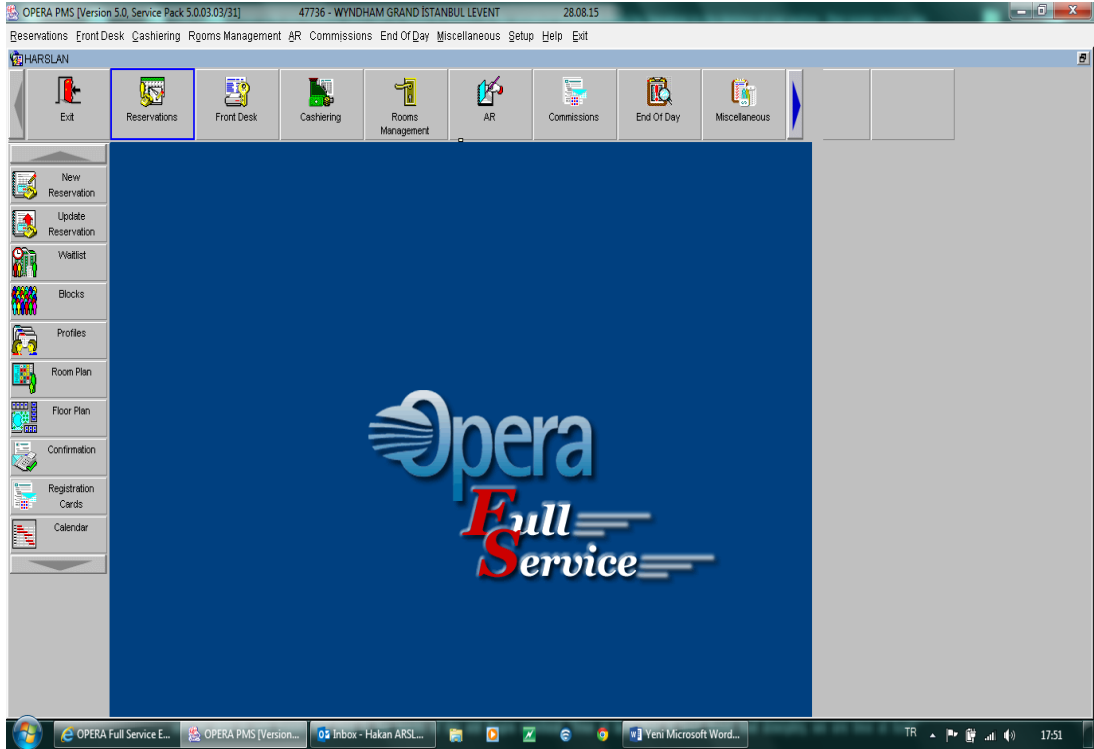 OPERA PMS [Version 5.0, Service Pack 5.0.03.03/31] 47736 - WYNDHAM GRAND İSTANBUL LEVENT 28.08.15
Reservations Front Desk Cashiering Rooms Management AR Commissions End Of Day Miscellaneous Setup Help Exit
HARSLAN
Exit Reservations Front Desk Cashiering Rooms Management AR Commissions End Of Day Miscellaneous
New
Reservation
Update
Reservation
Waitlist
Blocks
Profiles
Room Plan
Floor Plan
Confirmation
Registration
Cards
Calendar
Opera
Full
Service
OPERA Full Service E... OPERA PMS [Version... Inbox - Hakan ARSL... Yeni Microsoft Word... TR 17:51